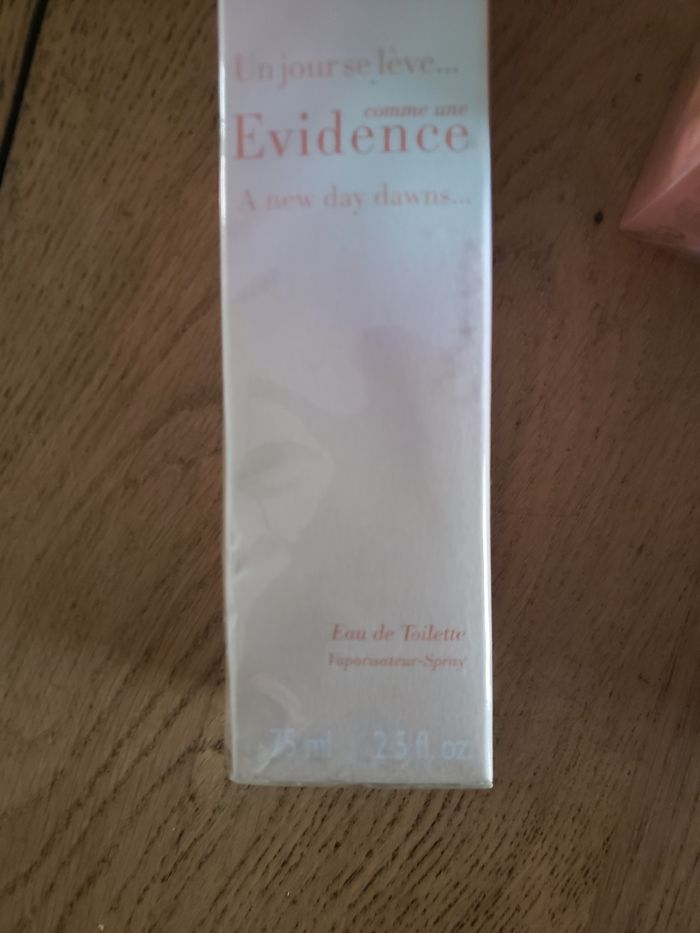 Un jour se lève...
comme une
Evidence
A new day dawns...
Eau de Toilette
Vaporisateur-Spray
75 ml 2.5 fl. oz.